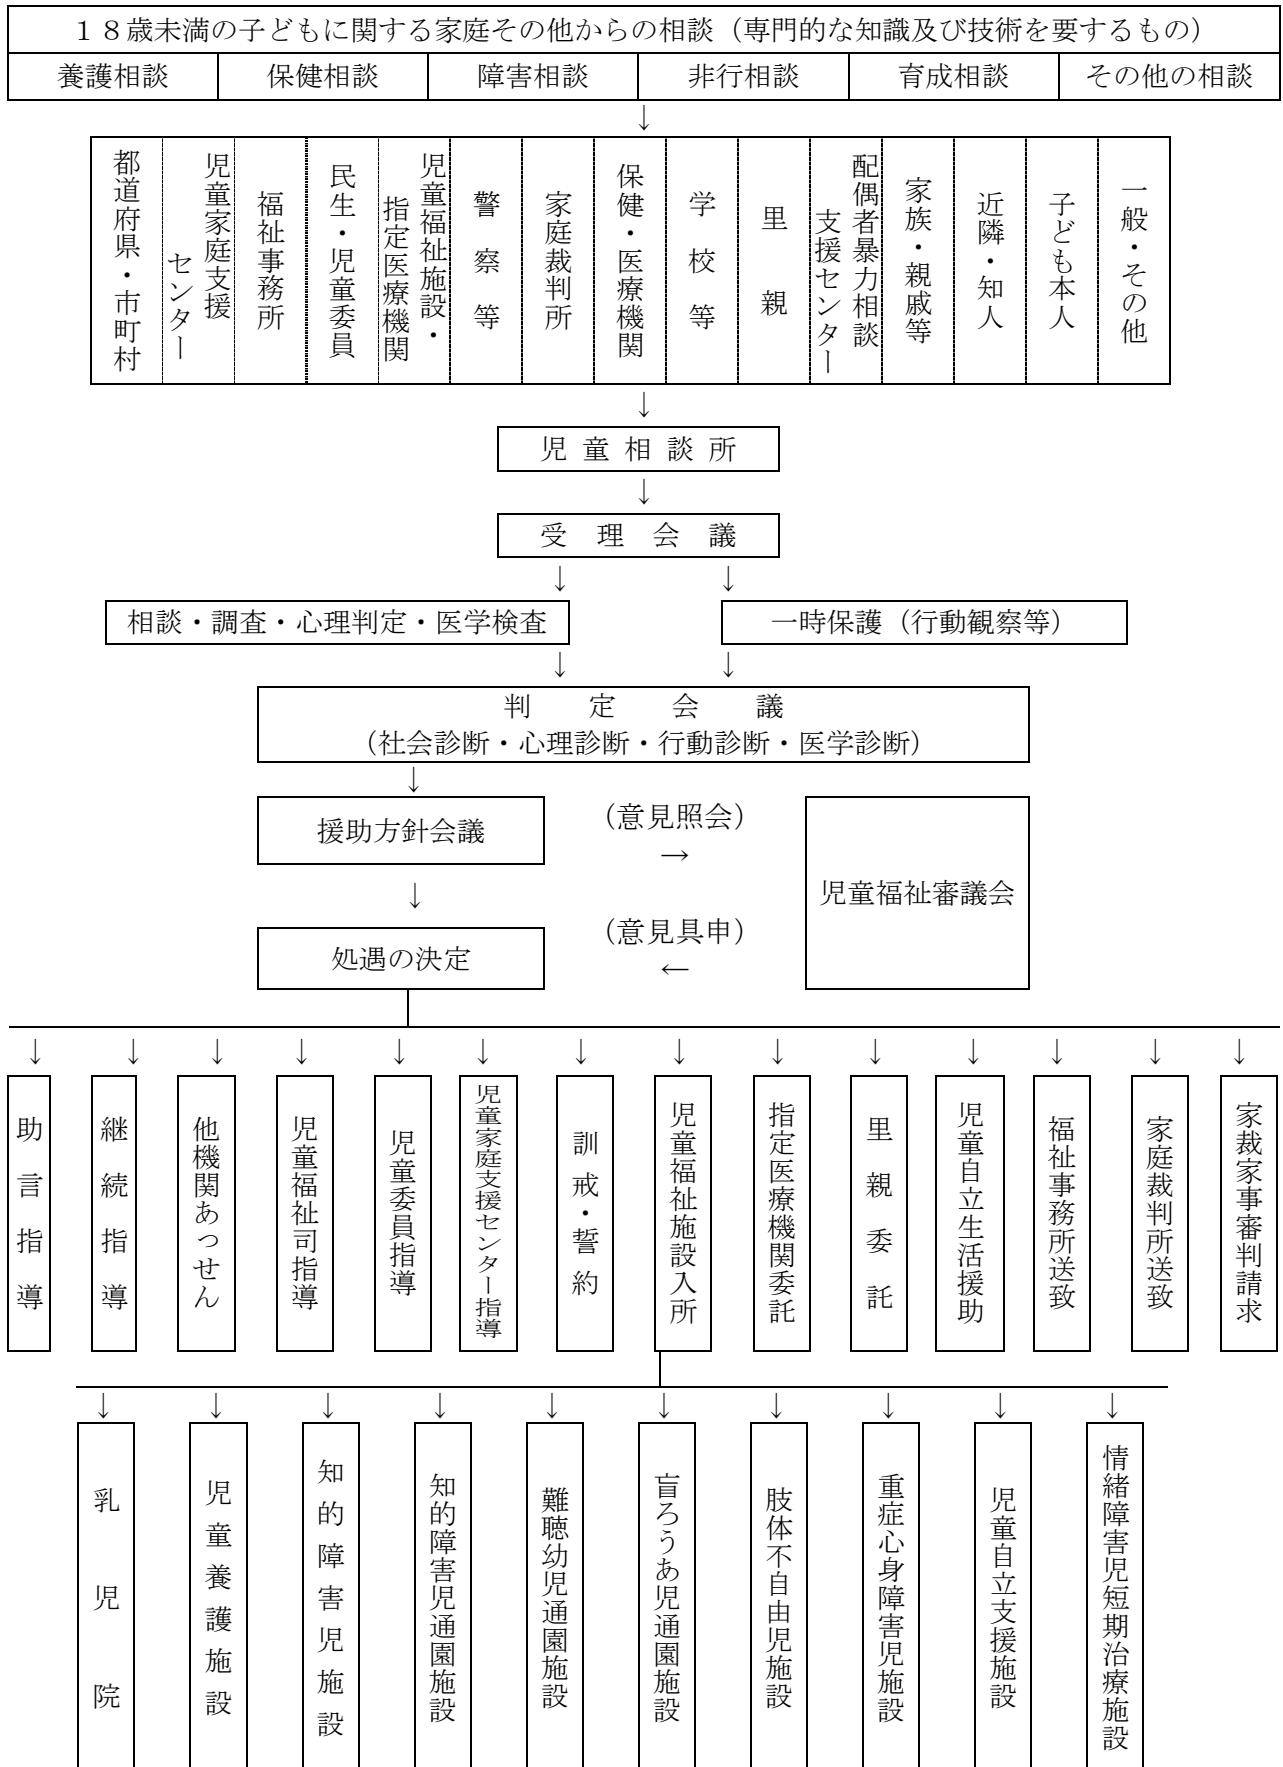 １８歳未満の子どもに関する家庭その他からの相談（専門的な知識及び技術を要するもの）
養護相談
保健相談
障害相談
非行相談
育成相談
その他の相談
↓
都道府県・市町村
児童家庭支援
センター
福祉事務所
民生・児童委員
児童福祉施設・
指定医療機関
警察等
家庭裁判所
保健・医療機関
学校等
里親
配偶者暴力相談
支援センター
家族・親戚等
近隣・知人
子ども本人
一般・その他
↓
児童相談所
↓
受理会議
↓ ↓
相談・調査・心理判定・医学検査
一時保護（行動観察等）
↓ ↓
判定会議
（社会診断・心理診断・行動診断・医学診断）
↓
援助方針会議
（意見照会）
→
児童福祉審議会
↓
処遇の決定
（意見具申）
←
↓ ↓ ↓ ↓ ↓ ↓ ↓ ↓ ↓ ↓ ↓ ↓ ↓ ↓
助言指導
継続指導
他機関あっせん
児童福祉司指導
児童委員指導
児童家庭支援センター指導
訓戒・誓約
児童福祉施設入所
指定医療機関委託
里親委託
児童自立生活援助
福祉事務所送致
家庭裁判所送致
家裁家事審判請求
↓ ↓ ↓ ↓ ↓ ↓ ↓ ↓ ↓ ↓
乳児院
児童養護施設
知的障害児施設
知的障害児通園施設
難聴幼児通園施設
盲ろうあ児通園施設
肢体不自由児施設
重症心身障害児施設
児童自立支援施設
情緒障害児短期治療施設